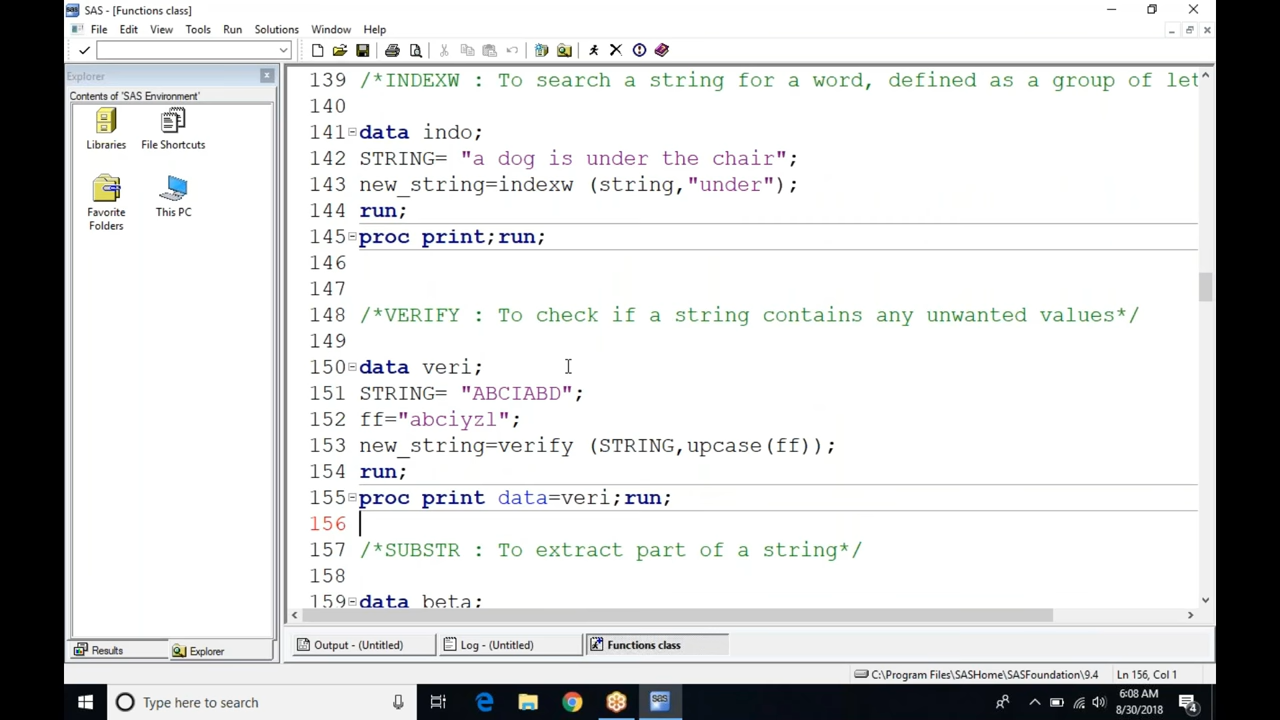 SAS - [Functions class]
File Edit View Tools Run Solutions Window Help
Explorer
Contents of 'SAS Environment'
Libraries File Shortcuts
Favorite Folders This PC
139 /*INDEXW : To search a string for a word, defined as a group of let
140
141 data indo;
142 STRING= "a dog is under the chair";
143 new_string=indexw (string,"under");
144 run;
145 proc print;run;
146
147
148 /*VERIFY : To check if a string contains any unwanted values*/
149
150 data veri;
151 STRING= "ABCIABD";
152 ff="abciyzl";
153 new_string=verify (STRING,upcase(ff));
154 run;
155 proc print data=veri;run;
156
157 /*SUBSTR : To extract part of a string*/
158
159 data beta;
Results Explorer
Output - (Untitled) Log - (Untitled) Functions class
C:\Program Files\SASHome\SASFoundation\9.4 Ln 156, Col 1
Type here to search
sas
6:08 AM
8/30/2018
4